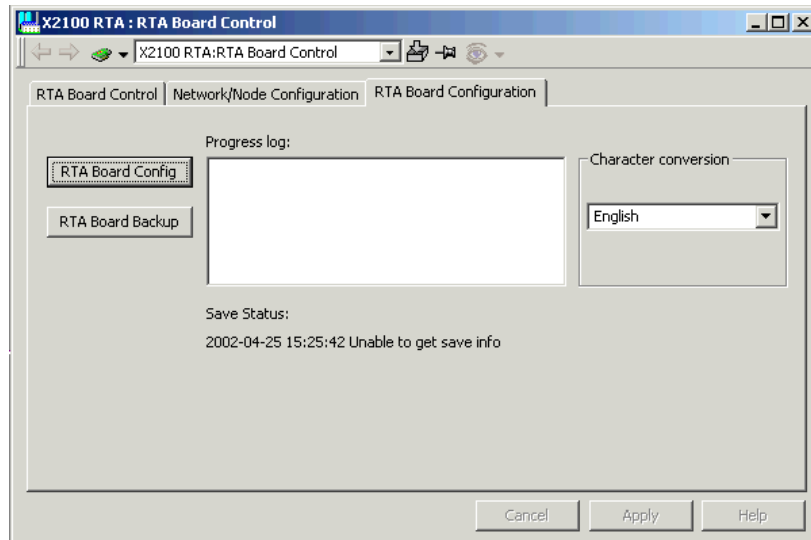 X2100 RTA : RTA Board Control
X2100 RTA:RTA Board Control
RTA Board Control
Network/Node Configuration
RTA Board Configuration
Progress log:
Character conversion
RTA Board Config
English
RTA Board Backup
Save Status:
2002-04-25 15:25:42 Unable to get save info
Cancel
Apply
Help